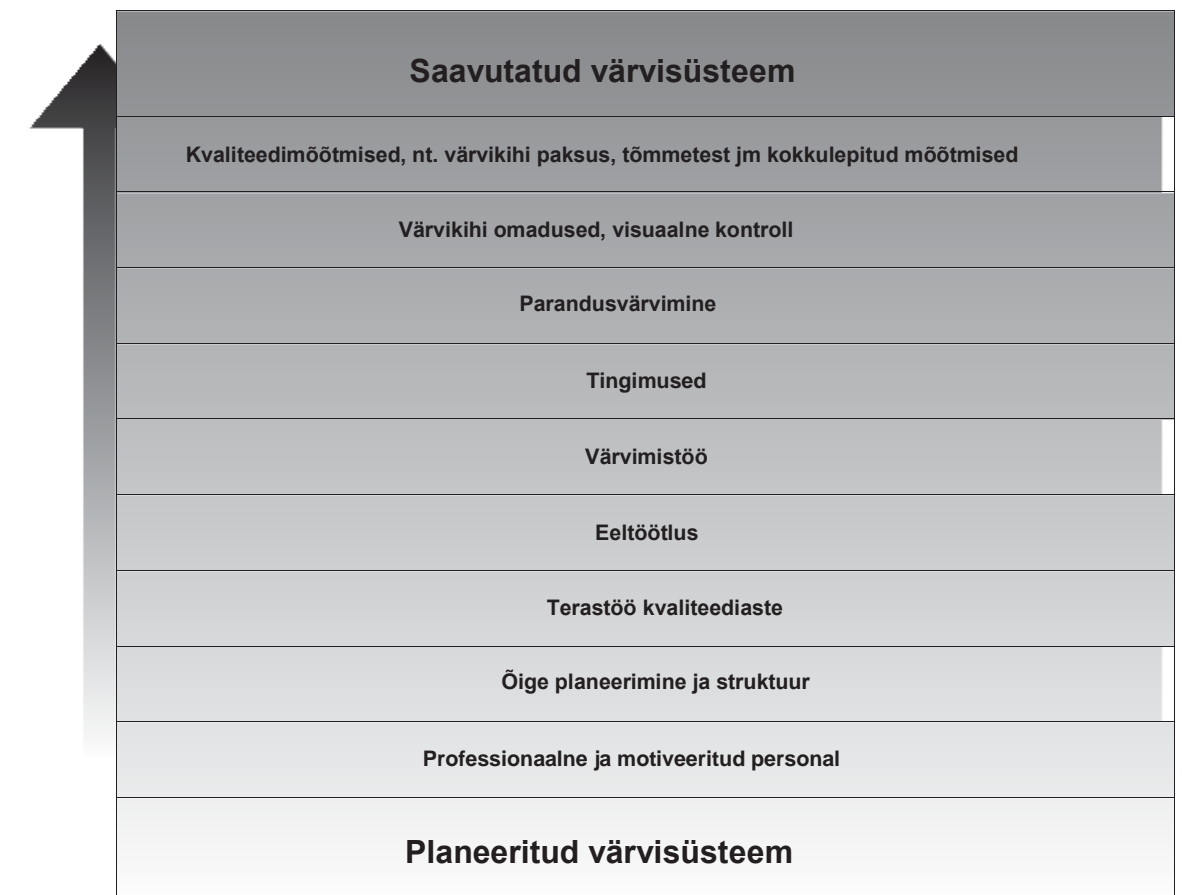 Saavutatud värvisüsteem
Kvaliteedimõõtmised, nt. värvikihi paksus, tõmmetest jm kokkulepitud mõõtmised
Värvikihi omadused, visuaalne kontroll
Parandusvärvimine
Tingimused
Värvimistöö
Eeltöötlus
Terastöö kvaliteediaste
Õige planeerimine ja struktuur
Professionaalne ja motiveeritud personal
Planeeritud värvisüsteem